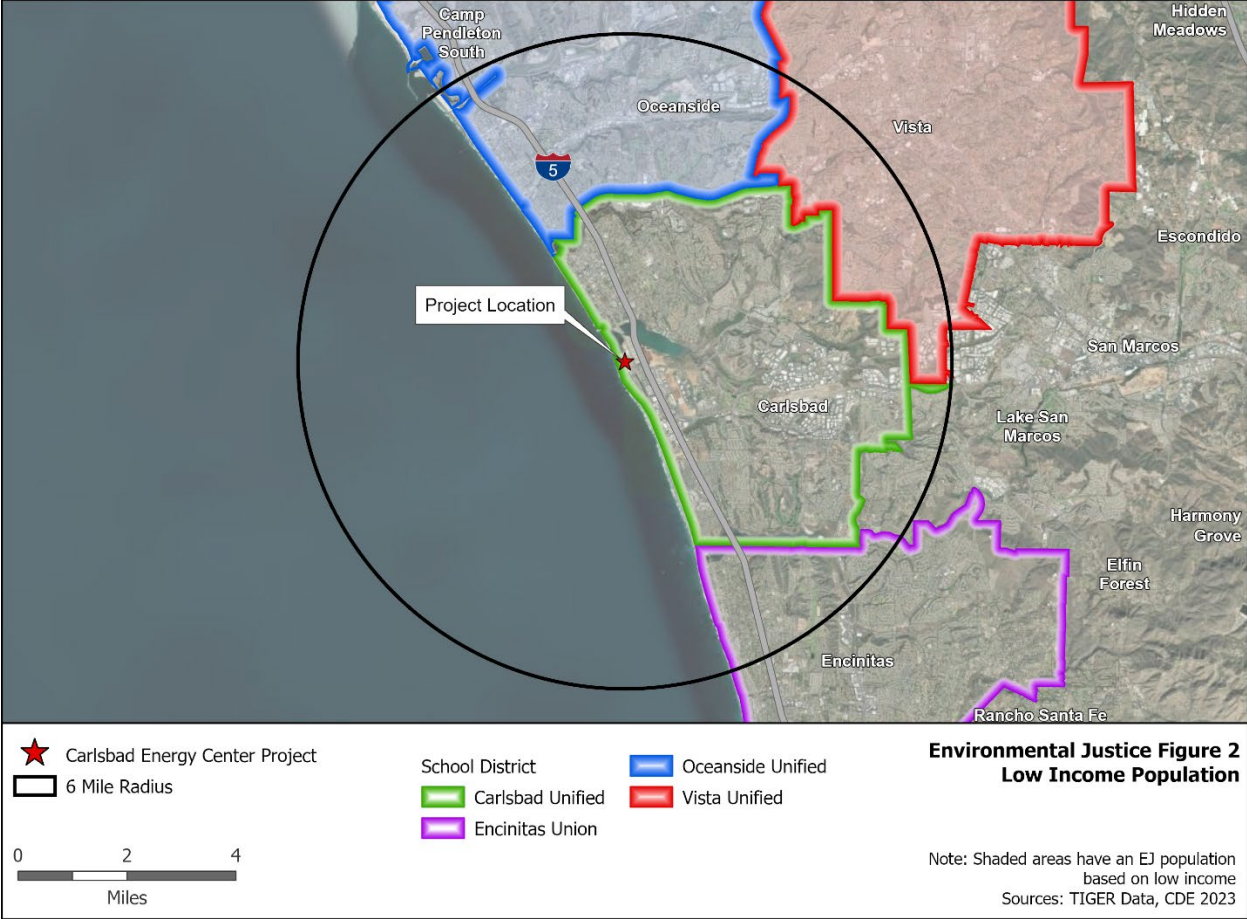 Camp
Pendleton
South
Hidden
Meadows
Oceanside
Vista
5
Escondido
Project Location
San Marcos
Carlsbad
Lake San
Marcos
Harmony
Grove
Elfin
Forest
Encinitas
Rancho Santa Fe
Carlsbad Energy Center Project
6 Mile Radius
0 2 4
Miles
School District
Carlsbad Unified
Encinitas Union
Oceanside Unified
Vista Unified
Environmental Justice Figure 2
Low Income Population
Note: Shaded areas have an EJ population
based on low income
Sources: TIGER Data, CDE 2023